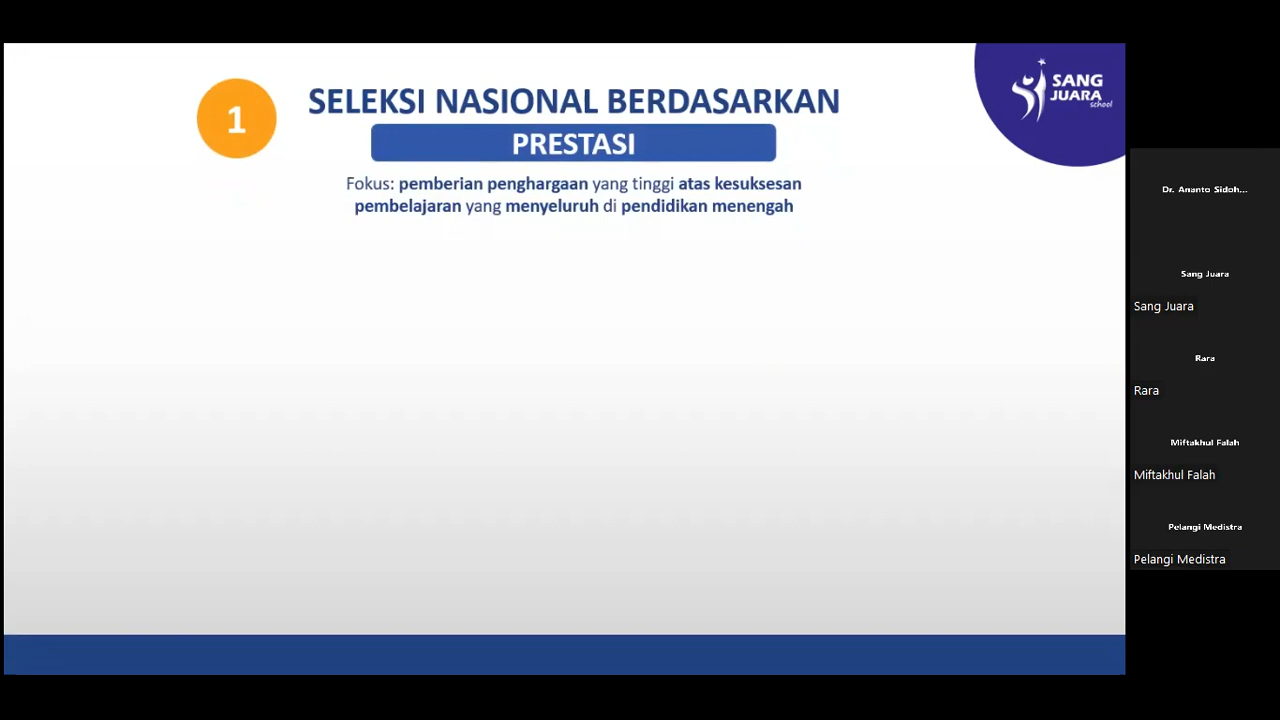 1
SELEKSI NASIONAL BERDASARKAN
PRESTASI
Fokus: pemberian penghargaan yang tinggi atas kesuksesan
pembelajaran yang menyeluruh di pendidikan menengah
SANG
JUARA
school
Dr. Ananto Sidoh...
Sang Juara
Sang Juara
Rara
Rara
Miftakhul Falah
Miftakhul Falah
Pelangi Medistra
Pelangi Medistra